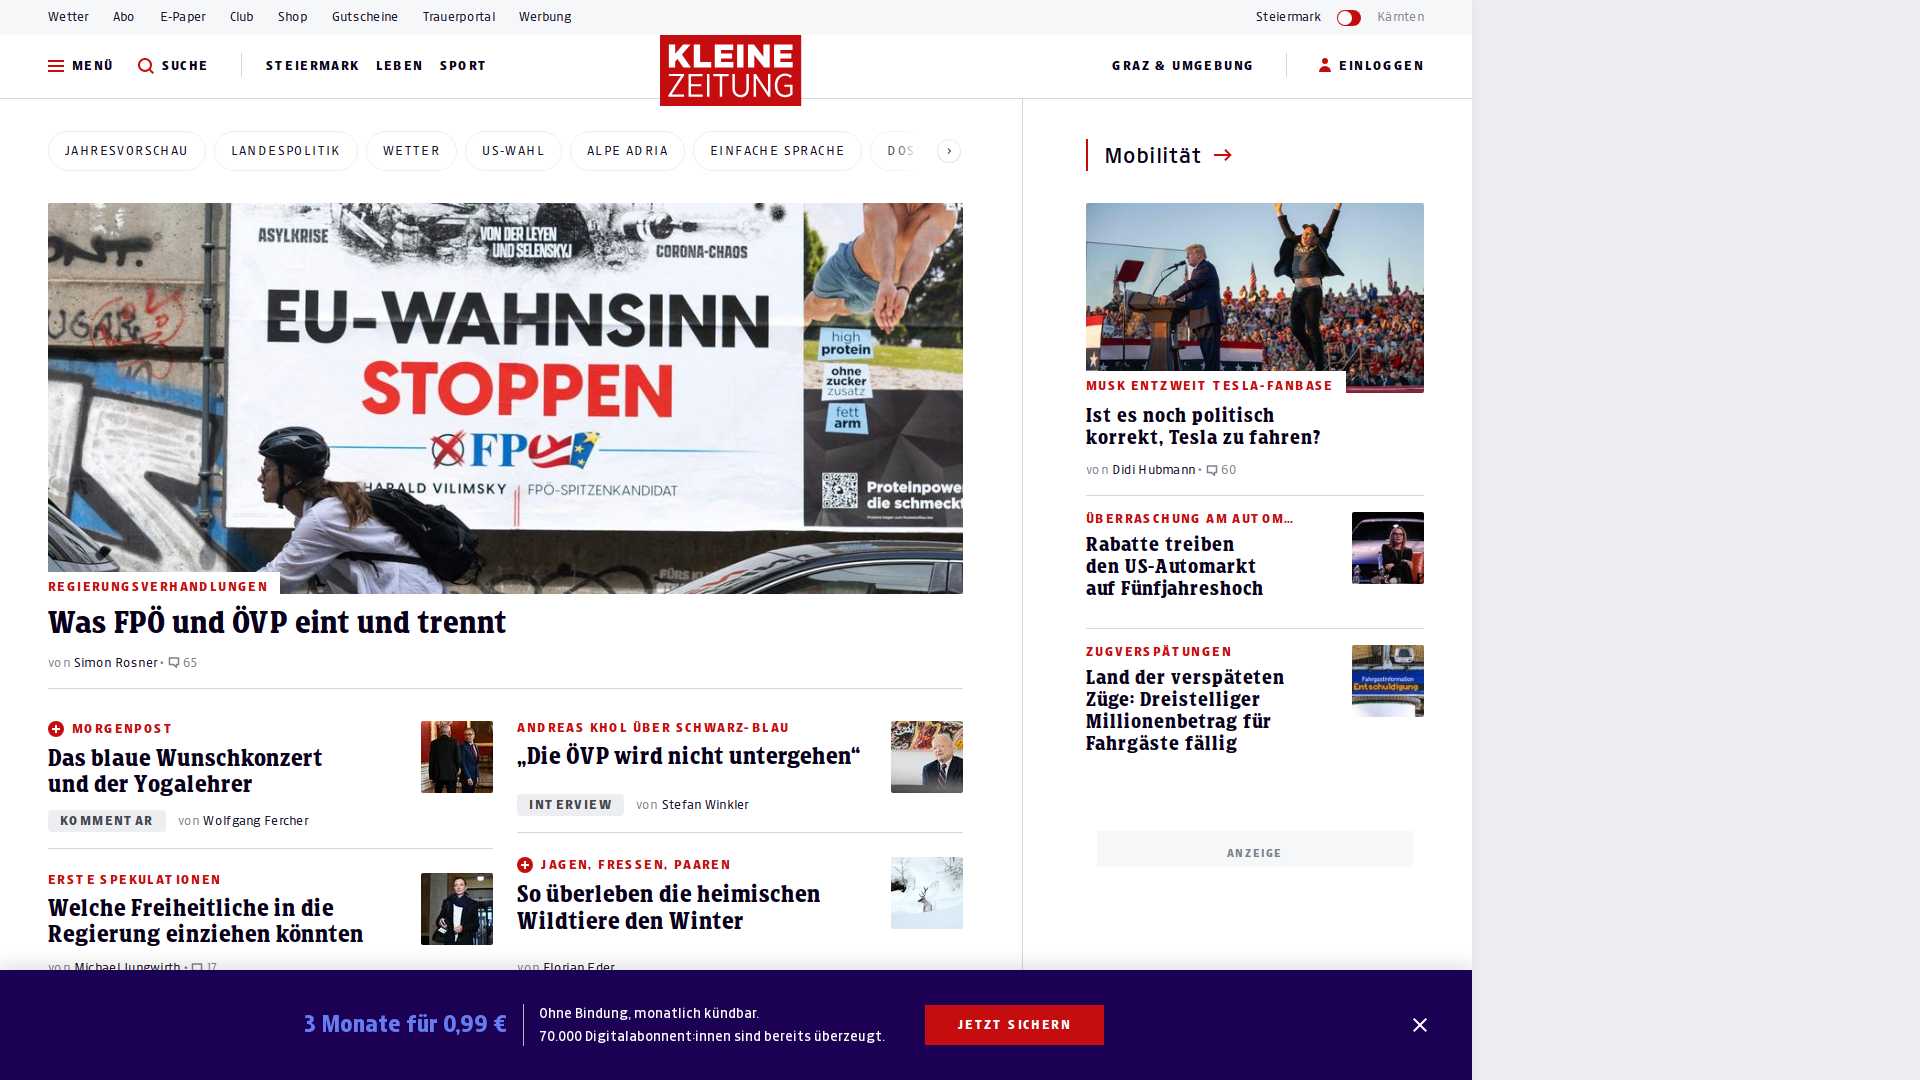 Wetter Abo E-Paper Club Shop Gutscheine Trauerportal Werbung
Steiermark Kärnten
MENÜ SUCHE STEIERMARK LEBEN SPORT
KLEINE
ZEITUNG
GRAZ & UMGEBUNG EINLOGGEN
JAHRESVORSCHAU LANDESPOLITIK WETTER US-WAHL ALPE ADRIA EINFACHE SPRACHE DOS
ASYLKRISE
VON DER LEYEN
UND SELENSKYJ
CORONA-CHAOS
EU-WAHNSINN
STOPPEN
FPÖ
HARALD VILIMSKY FPÖ-SPITZENKANDIDAT
high
protein
ohne
zucker
zusatz
fett
arm
Proteinpower
die schmeckt
REGIERUNGSVERHANDLUNGEN
Was FPÖ und ÖVP eint und trennt
von Simon Rosner • 65
MORGENPOST
Das blaue Wunschkonzert
und der Yogalehrer
KOMMENTAR von Wolfgang Fercher
ERSTE SPEKULATIONEN
Welche Freiheitliche in die
Regierung einziehen könnten
von Michael Jungwirth • 17
ANDREAS KHOL ÜBER SCHWARZ-BLAU
„Die ÖVP wird nicht untergehen“
INTERVIEW von Stefan Winkler
JAGEN, FRESSEN, PAAREN
So überleben die heimischen
Wildtiere den Winter
von Florian Eder
Mobilität
MUSK ENTZWEIT TESLA-FANBASE
Ist es noch politisch
korrekt, Tesla zu fahren?
von Didi Hubmann • 60
ÜBERRASCHUNG AM AUTOM…
Rabatte treiben
den US-Automarkt
auf Fünfjahreshoch
ZUGVERSPÄTUNGEN
Land der verspäteten
Züge: Dreistelliger
Millionenbetrag für
Fahrgäste fällig
Fahrgastinformation
Entschuldigung
ANZEIGE
3 Monate für 0,99 €
Ohne Bindung, monatlich kündbar.
70.000 Digitalabonnent:innen sind bereits überzeugt.
JETZT SICHERN